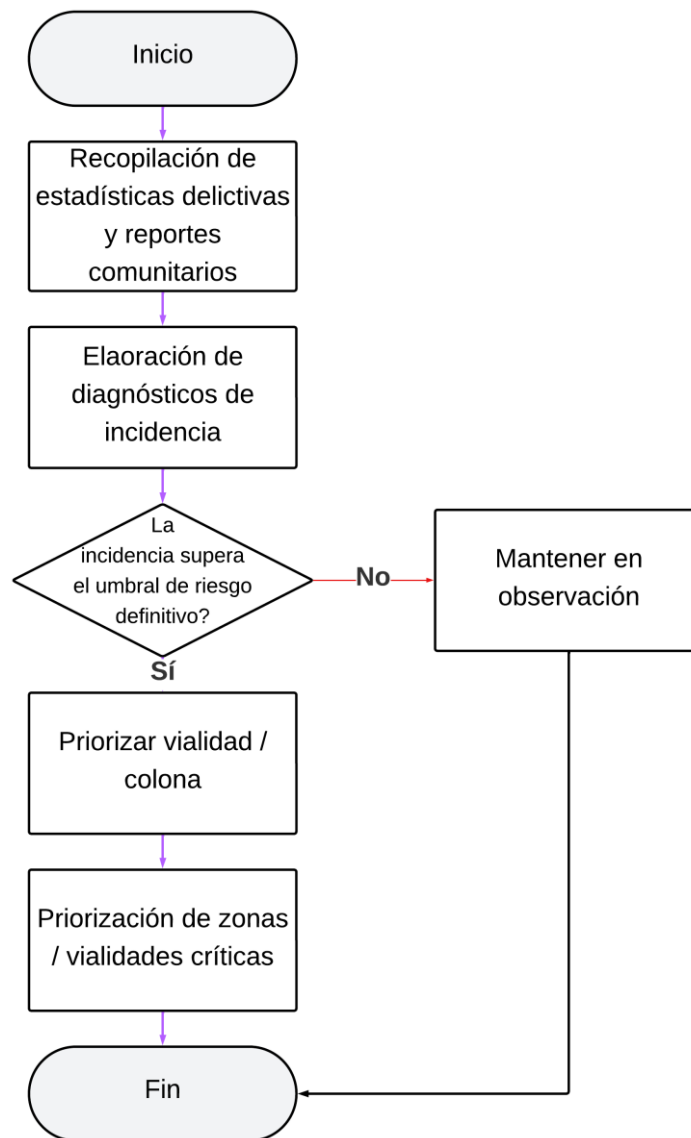 Inicio
Recopilación de
estadísticas delictivas
y reportes
comunitarios
Elaoración de
diagnósticos de
incidencia
La
incidencia supera
el umbral de riesgo
definitivo?
No
Mantener en
observación
Sí
Priorizar vialidad /
colona
Priorización de zonas
/ vialidades críticas
Fin